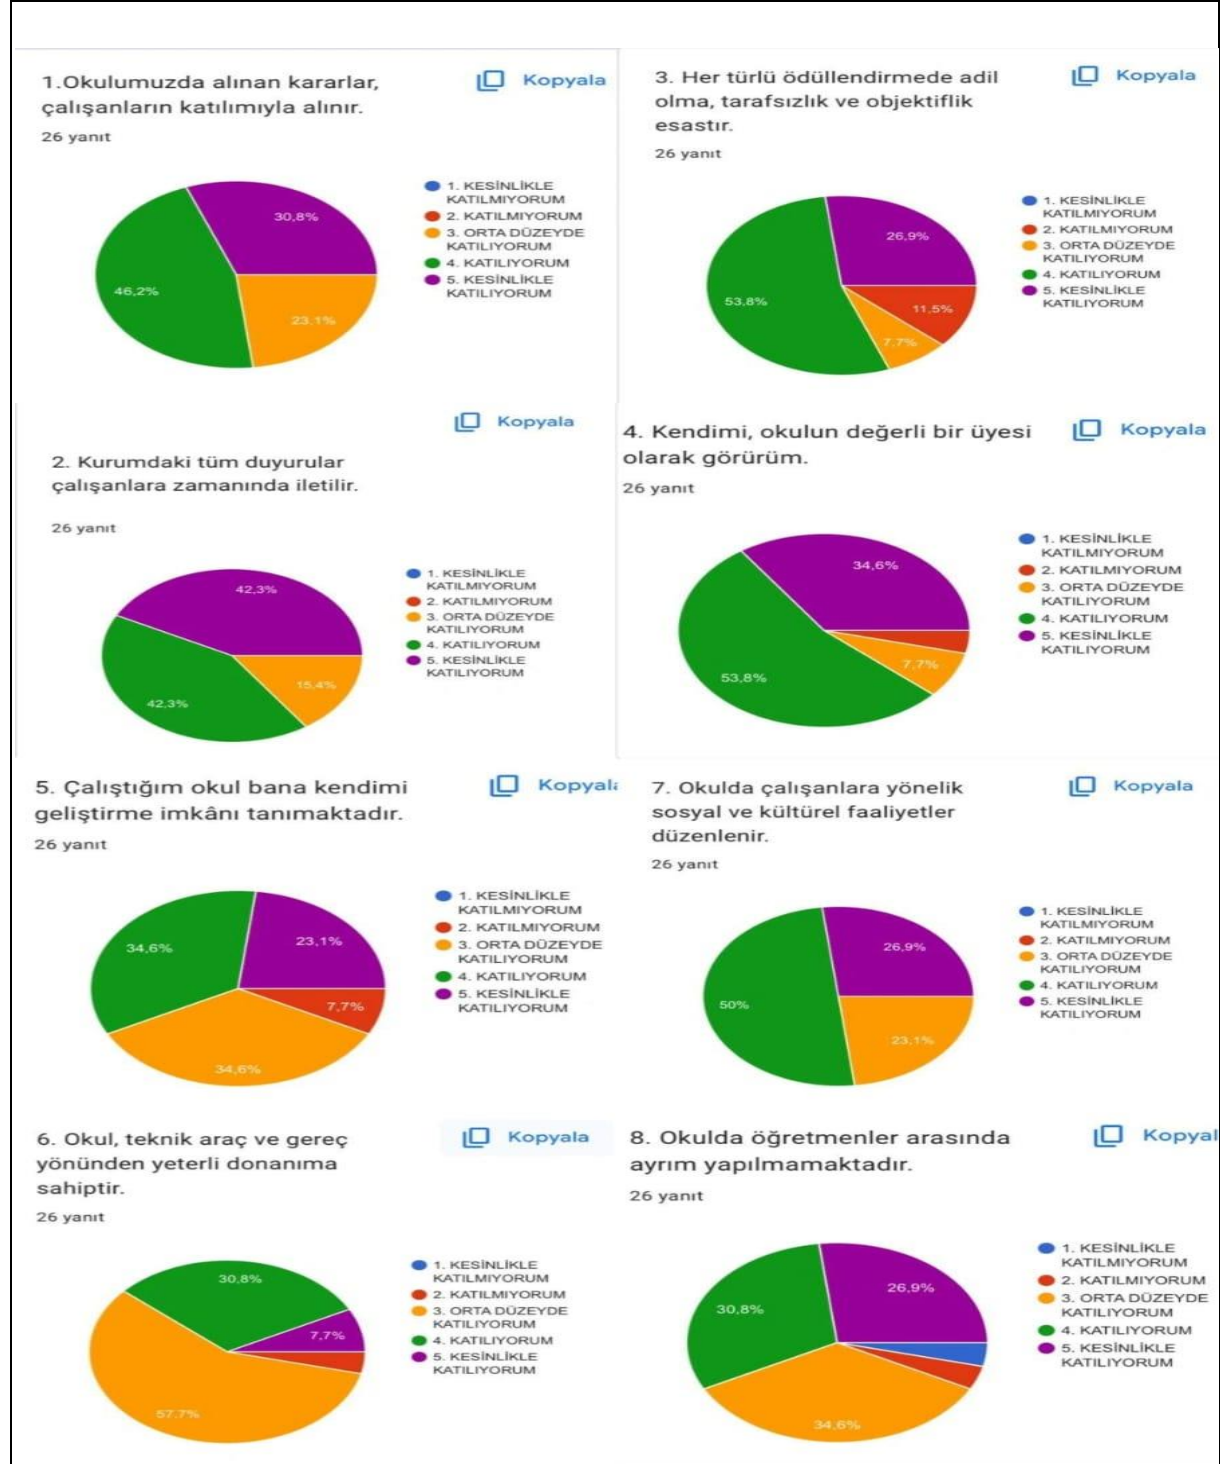 1.Okulumuzda alınan kararlar,
çalışanların katılımıyla alınır.
Kopyala
26 yanıt
30,8%
46,2%
23,1%
1. KESİNLİKLE
KATILMIYORUM
2. KATILMIYORUM
3. ORTA DÜZEYDE
KATILIYORUM
4. KATILIYORUM
5. KESİNLİKLE
KATILIYORUM
3. Her türlü ödüllendirmede adil
olma, tarafsızlık ve objektiflik
esastır.
Kopyala
26 yanıt
26,9%
53,8%
11,5%
7,7%
1. KESİNLİKLE
KATILMIYORUM
2. KATILMIYORUM
3. ORTA DÜZEYDE
KATILIYORUM
4. KATILIYORUM
5. KESİNLİKLE
KATILIYORUM
Kopyala
2. Kurumdaki tüm duyurular
çalışanlara zamanında iletilir.
26 yanıt
42,3%
15,4%
42,3%
1. KESİNLİKLE
KATILMIYORUM
2. KATILMIYORUM
3. ORTA DÜZEYDE
KATILIYORUM
4. KATILIYORUM
5. KESİNLİKLE
KATILIYORUM
4. Kendimi, okulun değerli bir üyesi
olarak görürüm.
Kopyala
26 yanıt
34,6%
7,7%
53,8%
1. KESİNLİKLE
KATILMIYORUM
2. KATILMIYORUM
3. ORTA DÜZEYDE
KATILIYORUM
4. KATILIYORUM
5. KESİNLİKLE
KATILIYORUM
5. Çalıştığım okul bana kendimi
geliştirme imkânı tanımaktadır.
Kopyala
26 yanıt
34,6%
23,1%
7,7%
34,6%
1. KESİNLİKLE
KATILMIYORUM
2. KATILMIYORUM
3. ORTA DÜZEYDE
KATILIYORUM
4. KATILIYORUM
5. KESİNLİKLE
KATILIYORUM
7. Okulda çalışanlara yönelik
sosyal ve kültürel faaliyetler
düzenlenir.
Kopyala
26 yanıt
26,9%
50%
23,1%
1. KESİNLİKLE
KATILMIYORUM
2. KATILMIYORUM
3. ORTA DÜZEYDE
KATILIYORUM
4. KATILIYORUM
5. KESİNLİKLE
KATILIYORUM
6. Okul, teknik araç ve gereç
yönünden yeterli donanıma
sahiptir.
Kopyala
26 yanıt
30,8%
7,7%
57,7%
1. KESİNLİKLE
KATILMIYORUM
2. KATILMIYORUM
3. ORTA DÜZEYDE
KATILIYORUM
4. KATILIYORUM
5. KESİNLİKLE
KATILIYORUM
8. Okulda öğretmenler arasında
ayrım yapılmamaktadır.
Kopyal
26 yanıt
26,9%
30,8%
34,6%
1. KESİNLİKLE
KATILMIYORUM
2. KATILMIYORUM
3. ORTA DÜZEYDE
KATILIYORUM
4. KATILIYORUM
5. KESİNLİKLE
KATILIYORUM